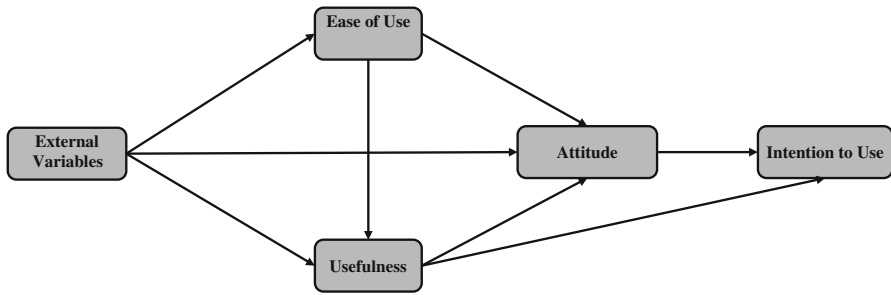 Ease of Use
External
Variables
Attitude
Intention to Use
Usefulness